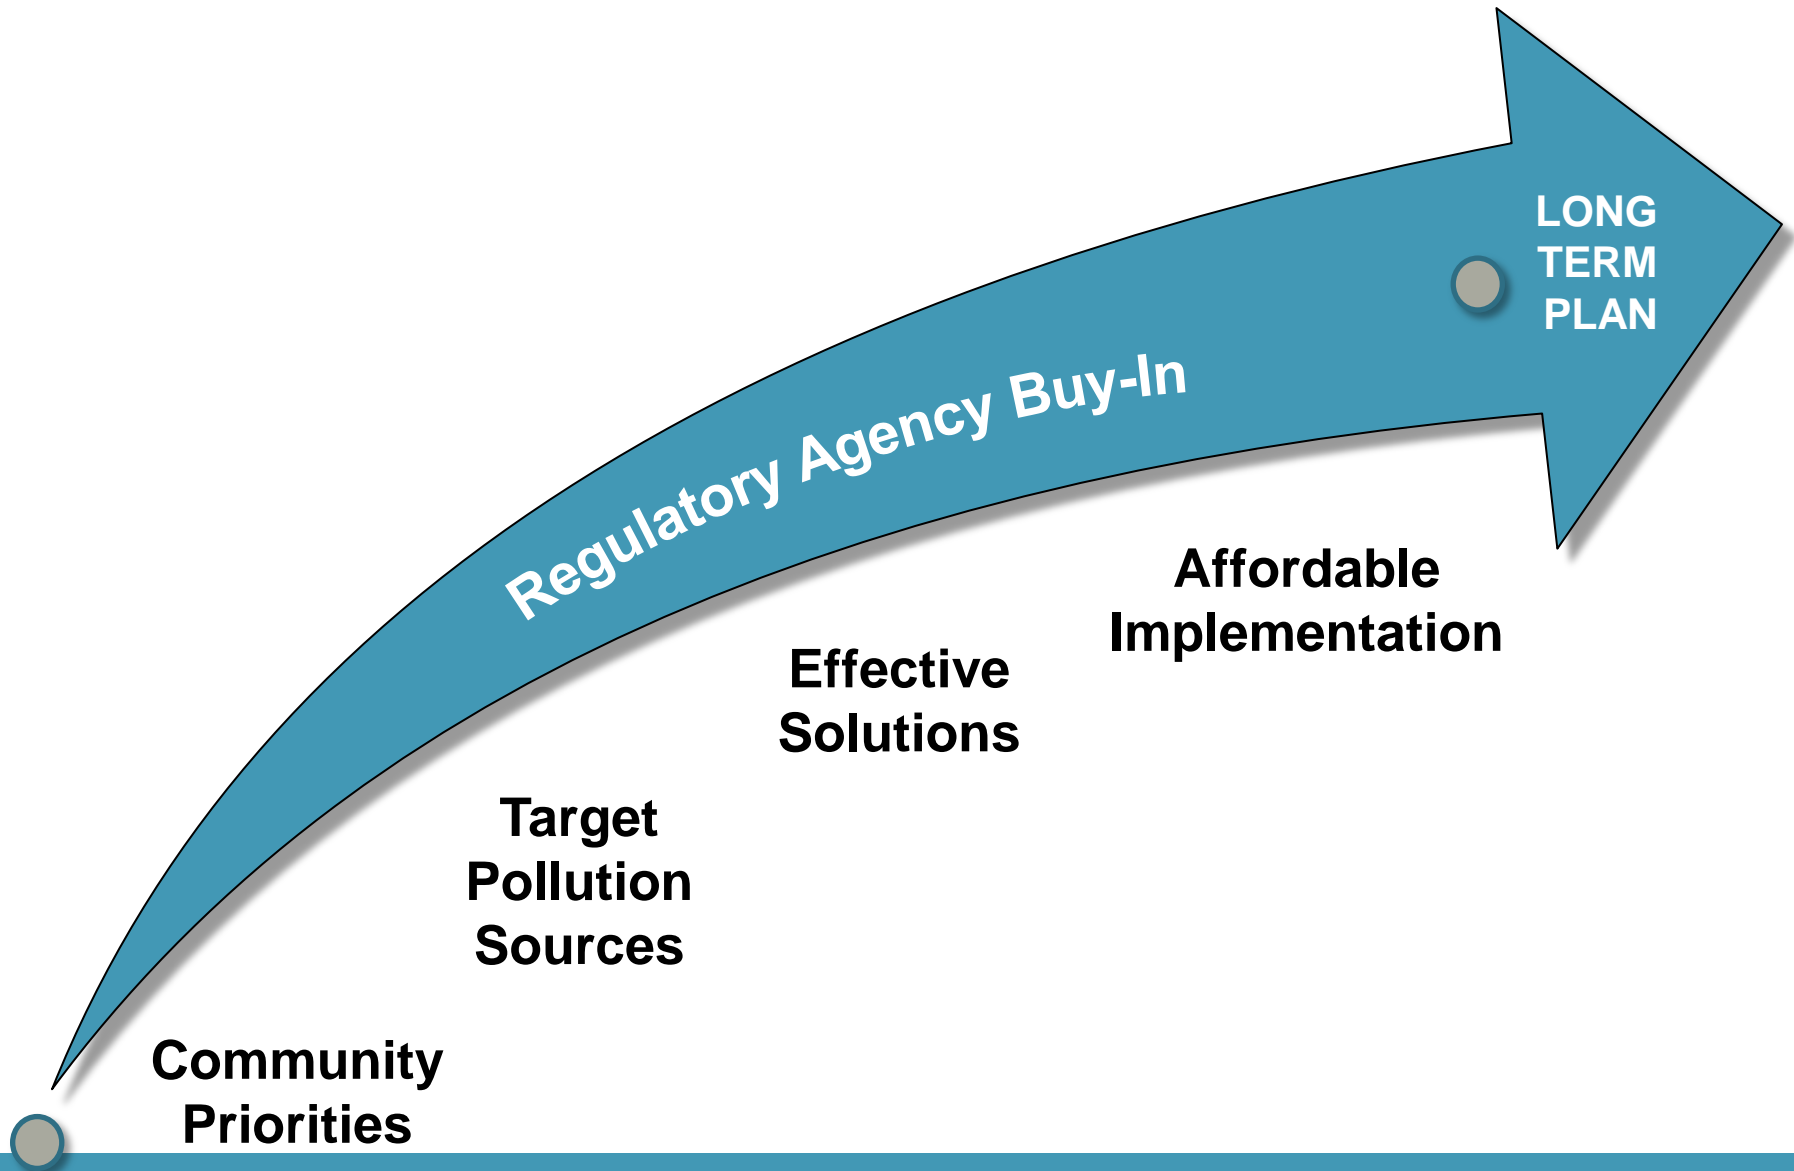 LONG
TERM
PLAN
Regulatory Agency Buy-In
Affordable
Implementation
Effective
Solutions
Target
Pollution
Sources
Community
Priorities